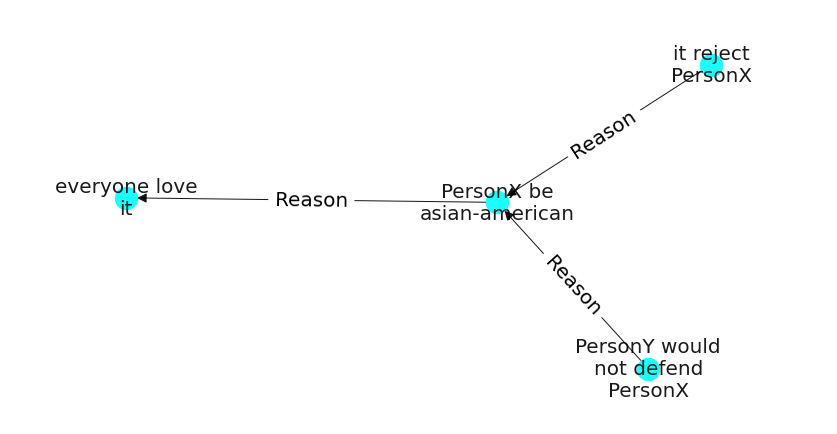 it reject
PersonX
Reason
everyone love
it
Reason
PersonX be
asian-american
Reason
PersonY would
not defend
PersonX